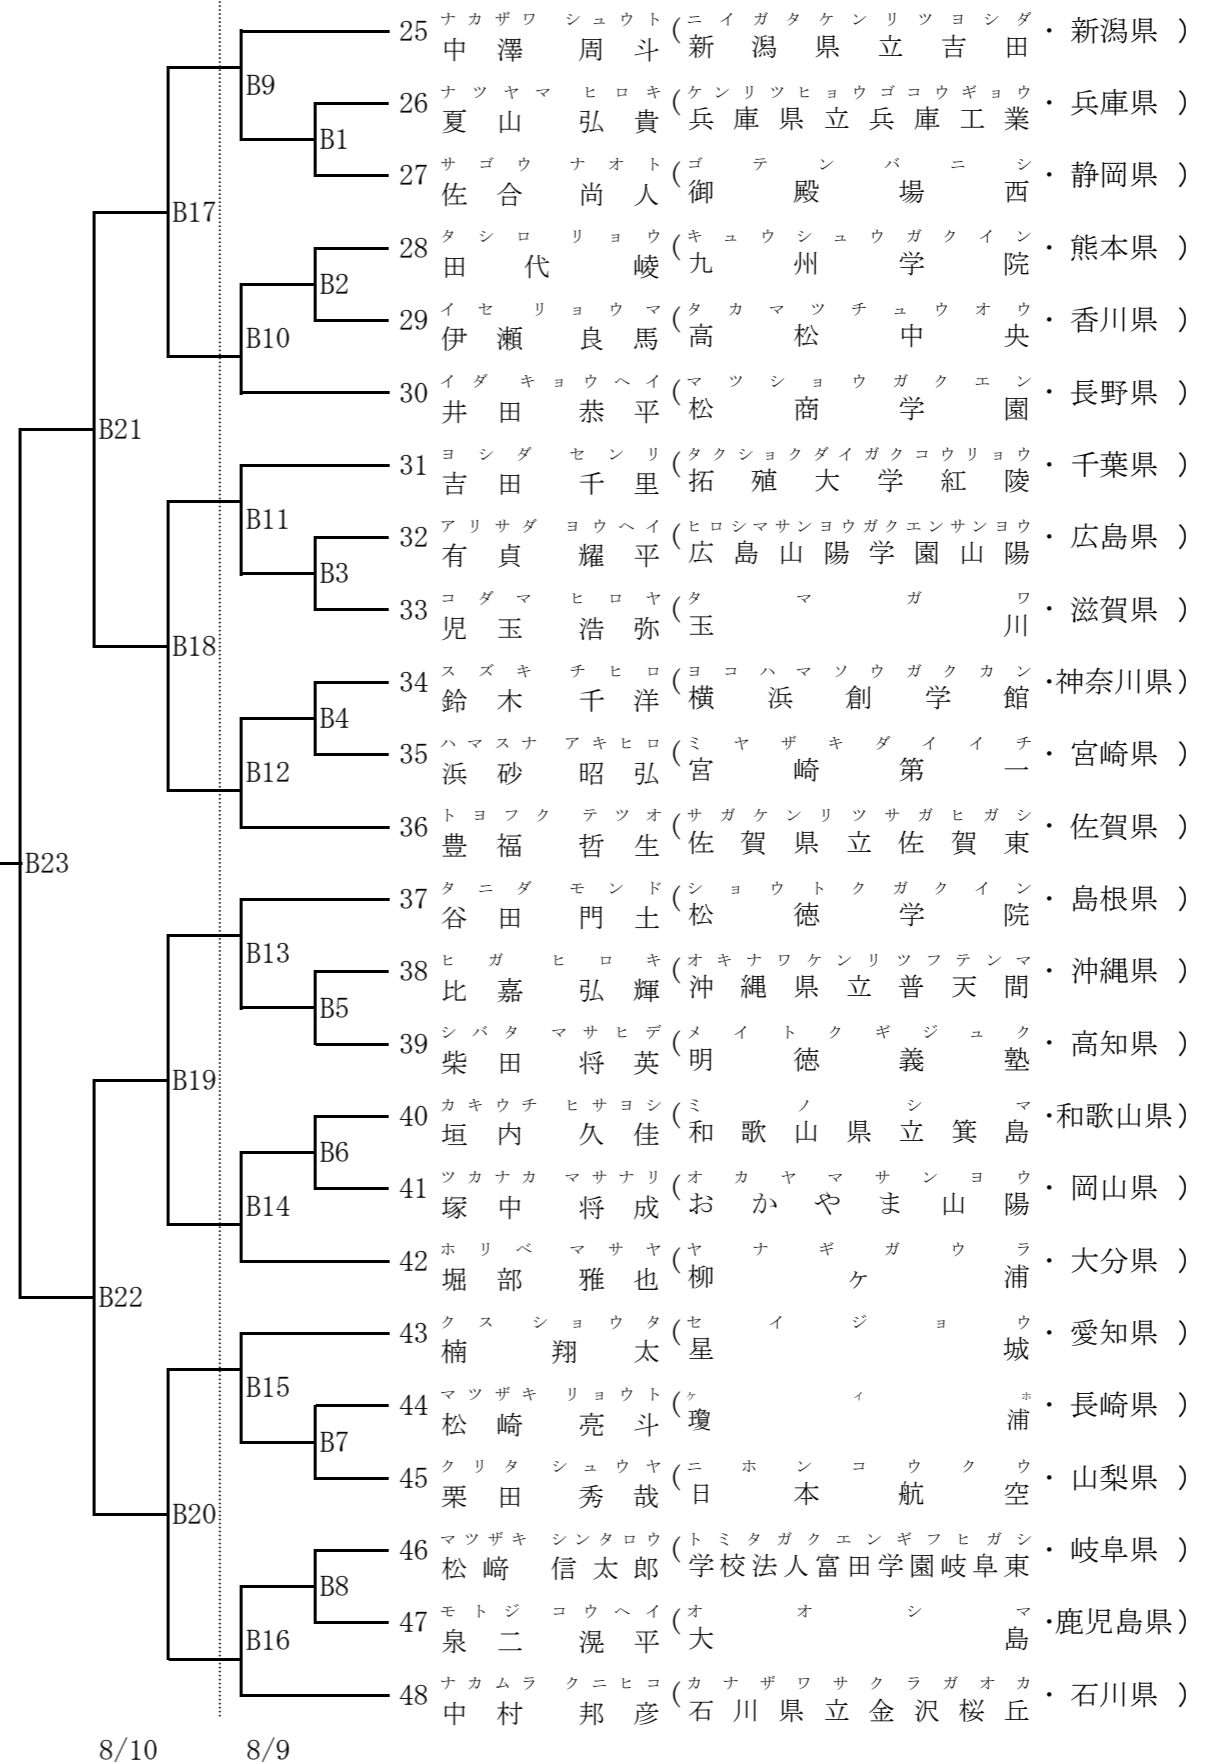 ナカザワ シュウト ニイガタケンリツヨシダ
25 中澤 周斗 (新潟県立吉田・新潟県)
B9
ナツヤマ ヒロキ ケンリツヒョウゴコウギョウ
26 夏山 弘貴 (兵庫県立兵庫工業・兵庫県)
B1
サゴウ ナオト ゴテンバニシ
27 佐合 尚人 (御殿場西・静岡県)
B17
タシロ リョウ キュウシュウガクイン
28 田代 崚 (九州学院・熊本県)
B2
イセ リョウマ タカマツチュウオウ
29 伊瀬 良馬 (高松中央・香川県)
B10
イダ キョウヘイ マツショウガクエン
30 井田 恭平 (松商学園・長野県)
B21
ヨシダ センリ タクショクダイガクコウリョウ
31 吉田 千里 (拓殖大学紅陵・千葉県)
B11
アリサダ ヨウヘイ ヒロシマサンヨウガクエンサンヨウ
32 有貞 耀平 (広島山陽学園山陽・広島県)
B3
コダマ ヒロヤ タマガワ
33 児玉 浩弥 (玉川・滋賀県)
B18
スズキ チヒロ ヨコハマソウガクカン
34 鈴木 千洋 (横浜創学館・神奈川県)
B4
ハマスナ アキヒロ ミヤザキダイイチ
35 浜砂 昭弘 (宮崎第一・宮崎県)
B12
トヨフク テツオ サガケンリツサガヒガシ
36 豊福 哲生 (佐賀県立佐賀東・佐賀県)
B23
タニダ モンド ショウトクガクイン
37 谷田 門土 (松徳学院・島根県)
B13
ヒガ ヒロキ オキナワケンリツフテンマ
38 比嘉 弘輝 (沖縄県立普天間・沖縄県)
B5
シバタ マサヒデ メイトクギジュク
39 柴田 将英 (明徳義塾・高知県)
B19
カキウチ ヒサヨシ ミノシマ
40 垣内 久佳 (和歌山県立箕島・和歌山県)
B6
ツカナカ マサナリ オカヤマサンヨウ
41 塚中 将成 (おかやま山陽・岡山県)
B14
ホリベ マサヤ ヤナギガウラ
42 堀部 雅也 (柳ヶ浦・大分県)
B22
クス ショウタ セイジョウ
43 楠 翔太 (星城・愛知県)
B15
マツザキ リョウト ケイホ
44 松崎 亮斗 (瓊浦・長崎県)
B7
クリタ シュウヤ ニホンコウクウ
45 栗田 秀哉 (日本航空・山梨県)
B20
マツザキ シンタロウ トミタガクエンギフヒガシ
46 松﨑 信太郎 (学校法人富田学園岐阜東・岐阜県)
B8
モトジ コウヘイ オオシマ
47 泉二 滉平 (大島・鹿児島県)
B16
ナカムラ クニヒコ カナザワサクラガオカ
48 中村 邦彦 (石川県立金沢桜丘・石川県)
8/10 8/9